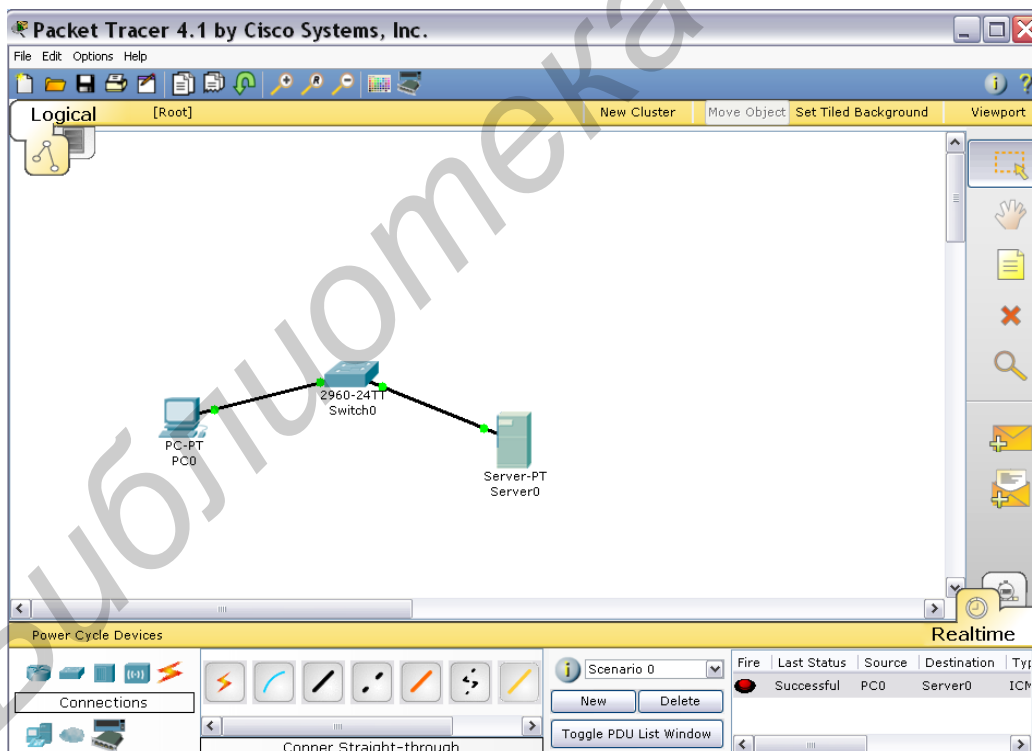 Packet Tracer 4.1 by Cisco Systems, Inc.
File Edit Options Help
Logical [Root] New Cluster Move Object Set Tiled Background Viewport
2960-24TT
Switch0
PC-PT
PC0
Server-PT
Server0
Power Cycle Devices Realtime
Fire Last Status Source Destination Typ
Scenario 0
Successful PC0 Server0 ICM
Connections New Delete
Toggle PDU List Window
Copper Straight-through
библиотека